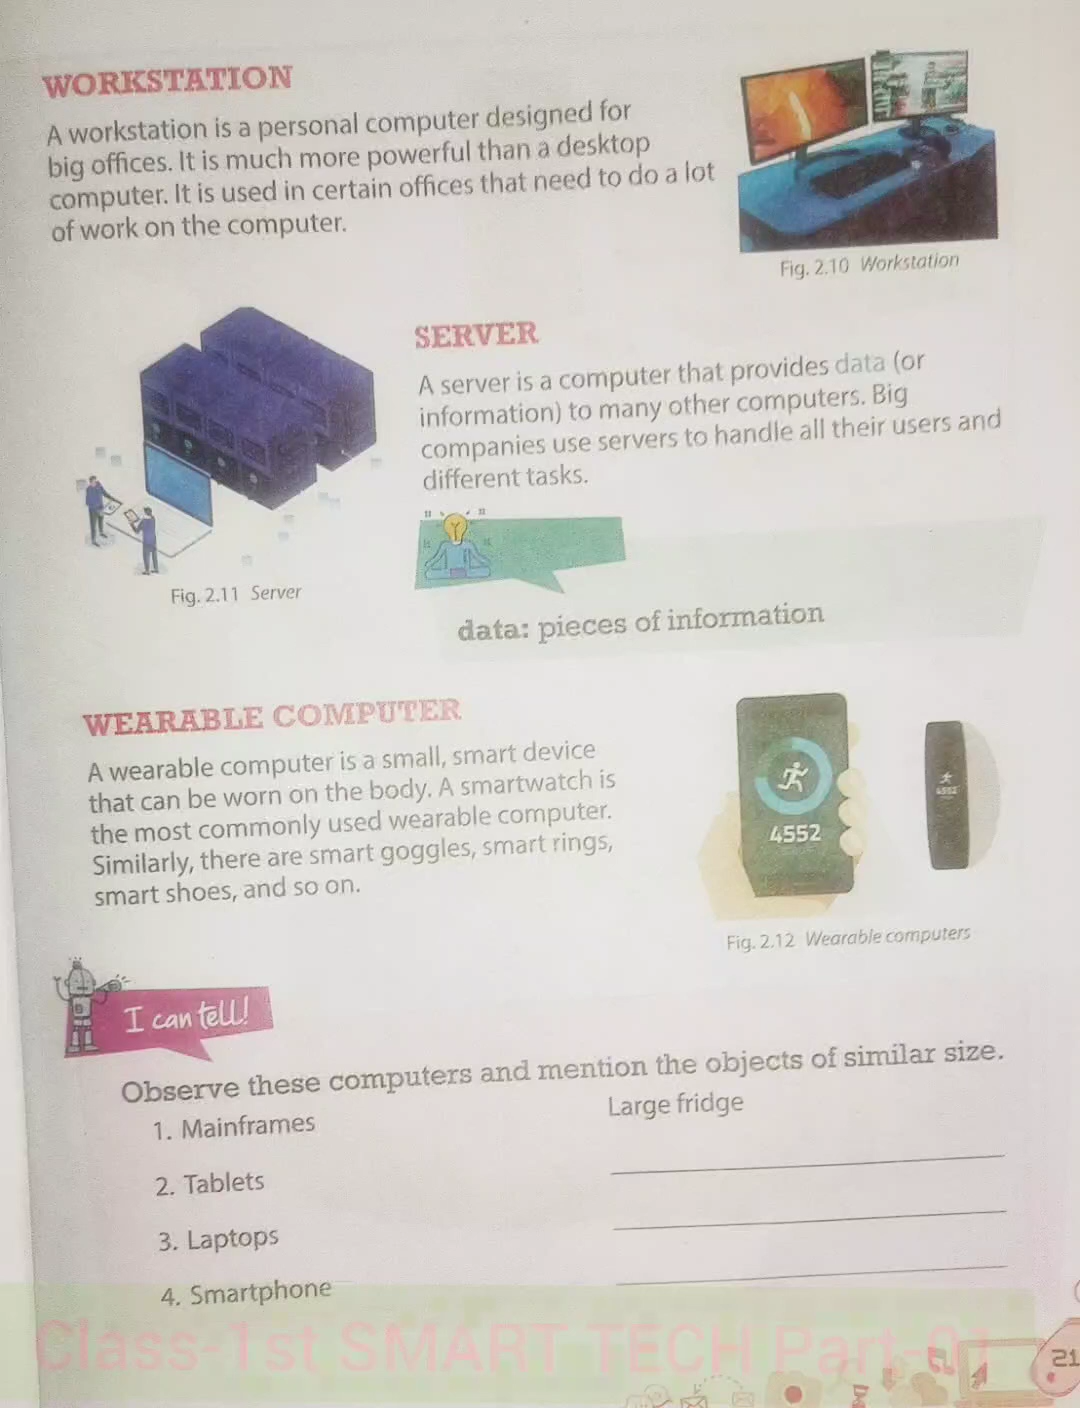 WORKSTATION
A workstation is a personal computer designed for
big offices. It is much more powerful than a desktop
computer. It is used in certain offices that need to do a lot
of work on the computer.
Fig. 2.10 Workstation
SERVER
A server is a computer that provides data (or
information) to many other computers. Big
companies use servers to handle all their users and
different tasks.
Fig. 2.11 Server
data: pieces of information
WEARABLE COMPUTER
A wearable computer is a small, smart device
that can be worn on the body. A smartwatch is
the most commonly used wearable computer.
Similarly, there are smart goggles, smart rings,
smart shoes, and so on.
4552
4552
Fig. 2.12 Wearable computers
I can tell!
Observe these computers and mention the objects of similar size.
1. Mainframes Large fridge
2. Tablets
3. Laptops
4. Smartphone
Class-1st SMART TECH Part-01
21